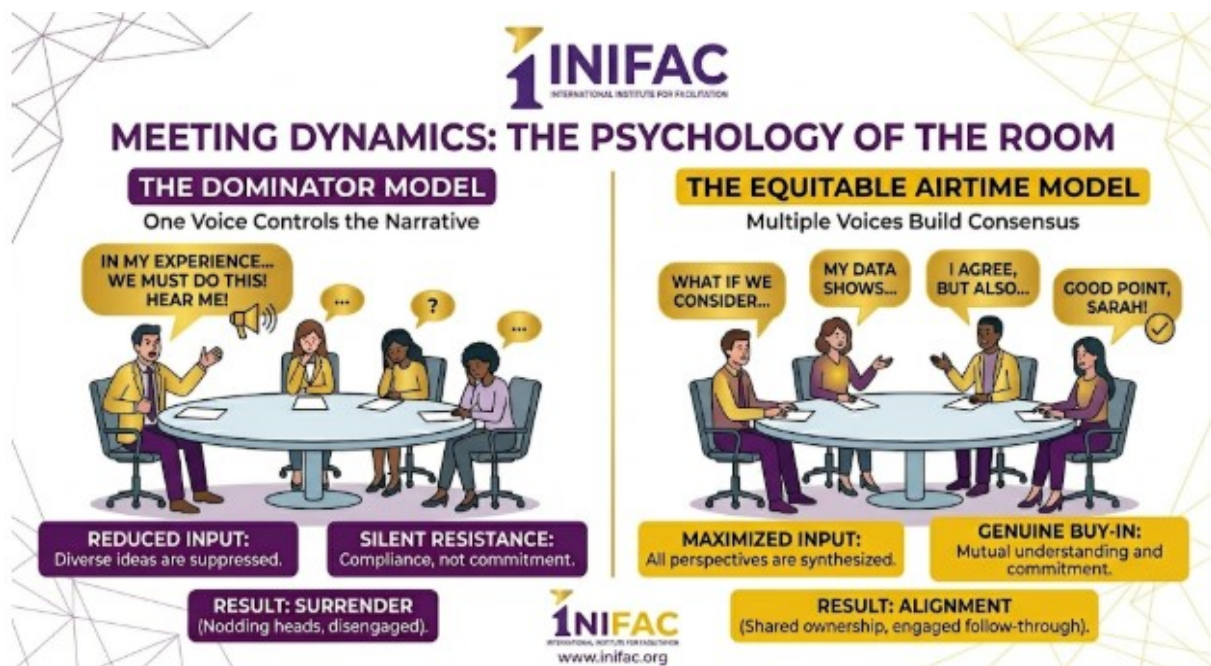 INIFAC
INTERNATIONAL INSTITUTE FOR FACILITATION
MEETING DYNAMICS: THE PSYCHOLOGY OF THE ROOM
THE DOMINATOR MODEL
One Voice Controls the Narrative
IN MY EXPERIENCE...
WE MUST DO THIS!
HEAR ME!
...
?
...
REDUCED INPUT:
Diverse ideas are suppressed.
SILENT RESISTANCE:
Compliance, not commitment.
RESULT: SURRENDER
(Nodding heads, disengaged).
THE EQUITABLE AIRTIME MODEL
Multiple Voices Build Consensus
WHAT IF WE
CONSIDER...
MY DATA
SHOWS...
I AGREE,
BUT ALSO...
GOOD POINT,
SARAH!
MAXIMIZED INPUT:
All perspectives are synthesized.
GENUINE BUY-IN:
Mutual understanding and
commitment.
RESULT: ALIGNMENT
(Shared ownership, engaged follow-through).
INIFAC
INTERNATIONAL INSTITUTE FOR FACILITATION
www.inifac.org